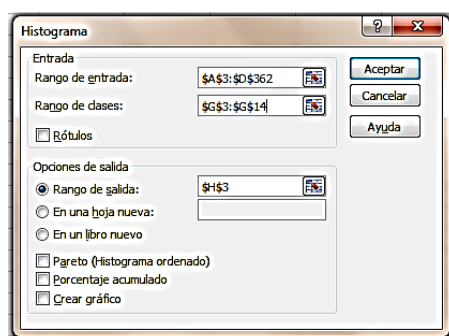 Histograma
Entrada
Rango de entrada: $A$3:$D$362
Rango de clases: $G$3:$G$14
Rótulos
Aceptar
Cancelar
Ayuda
Opciones de salida
Rango de salida: $H$3
En una hoja nueva:
En un libro nuevo
Pareto (Histograma ordenado)
Porcentaje acumulado
Crear gráfico